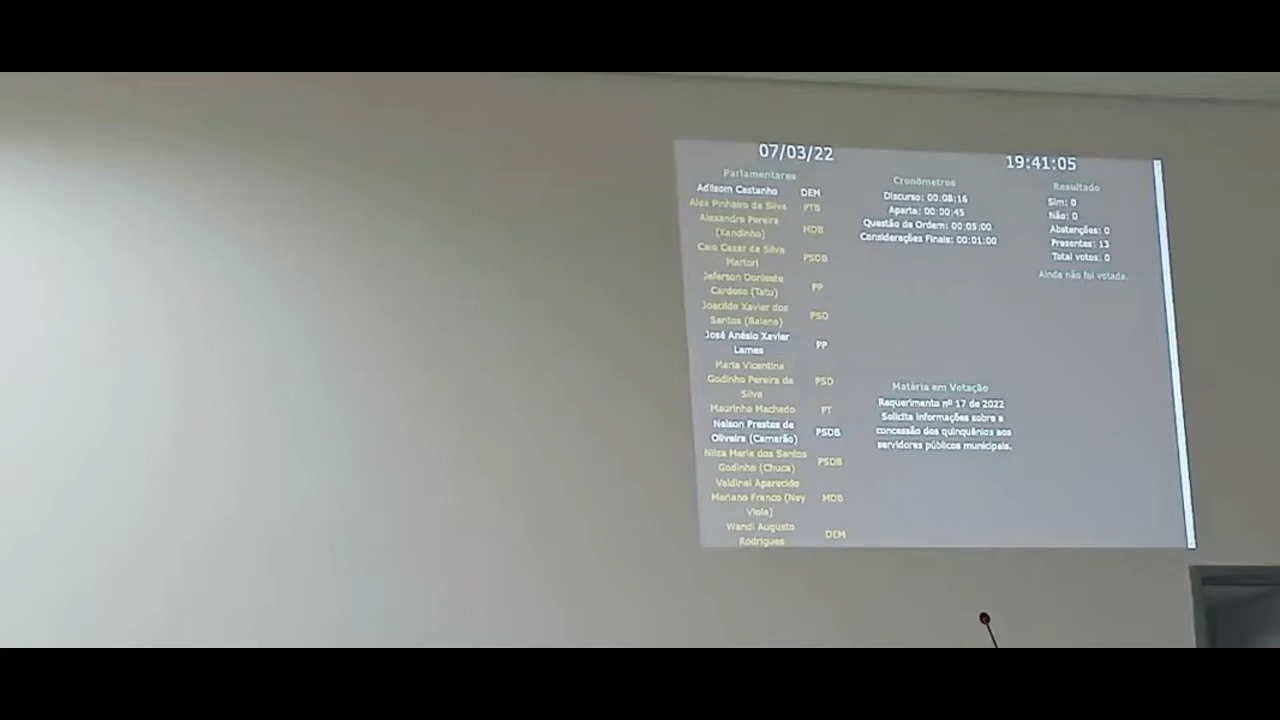 07/03/22
19:41:05
Parlamentares
Adilsom Castanho DEM
Alex Pinheiro da Silva PTB
Alexandre Pereira
(Xandinho) MDB
Caio Cezar da Silva
Martori PSDB
Jeferson Donisete
Cardoso (Tatu) PP
Joacildo Xavier dos
Santos (Baiano) PSD
José Anésio Xavier
Lemes PP
Maria Vicentina
Godinho Pereira da
Silva PSD
Maurinho Machado PT
Nelson Prestes de
Oliveira (Camarão) PSDB
Nilza Maria dos Santos
Godinho (Chuca) PSDB
Valdinei Aparecido
Mariano Franco (Ney
Viola) MDB
Wandi Augusto
Rodrigues DEM
Cronômetros
Discurso: 00:08:16
Aparte: 00:00:45
Questão de Ordem: 00:05:00
Considerações Finais: 00:01:00
Matéria em Votação
Requerimento nº 17 de 2022
Solicita informações sobre a
concessão dos quinquênios aos
servidores públicos municipais.
Resultado
Sim: 0
Não: 0
Abstenções: 0
Presentes: 13
Total votos: 0
Ainda não foi votada.